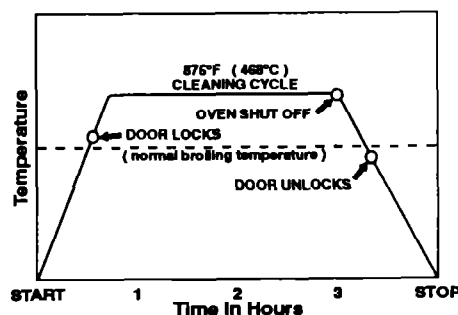 875°F (468°C)
CLEANING CYCLE
OVEN SHUT OFF
DOOR LOCKS
(normal broiling temperature)
DOOR UNLOCKS
Temperature
START 1 2 3 STOP
Time in Hours